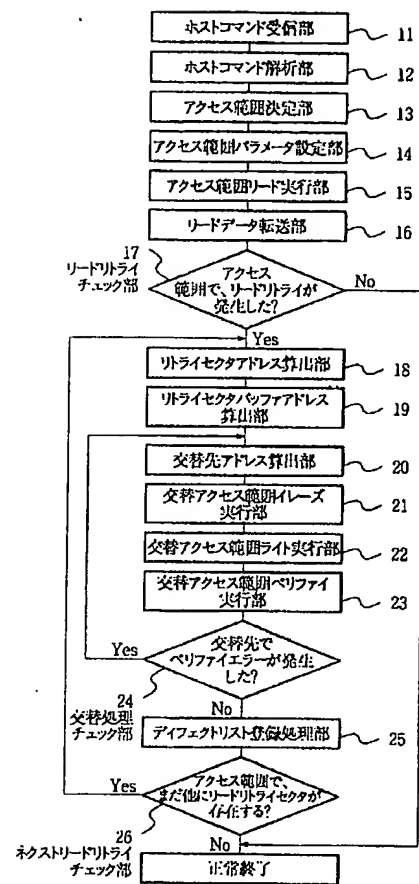 ホストコマンド受信部
11
ホストコマンド解析部
12
アクセス範囲決定部
13
アクセス範囲パラメータ設定部
14
アクセス範囲リード実行部
15
リードデータ転送部
16
17
リードリトライ
チェック部
アクセス
範囲で、リードリトライが
発生した?
No
Yes
リトライセクタアドレス算出部
18
リトライセクタバッファアドレス
算出部
19
交替先アドレス算出部
20
交替アクセス範囲イレーズ
実行部
21
交替アクセス範囲ライト実行部
22
交替アクセス範囲ベリファイ
実行部
23
Yes
交替先で
ベリファイエラーが発生
した?
24
交替処理
チェック部
No
ディフェクトリスト登録処理部
25
Yes
アクセス範囲で、
まだ他にリードリトライセクタが
存在する?
26
ネクストリードリトライ
チェック部
No
正常終了